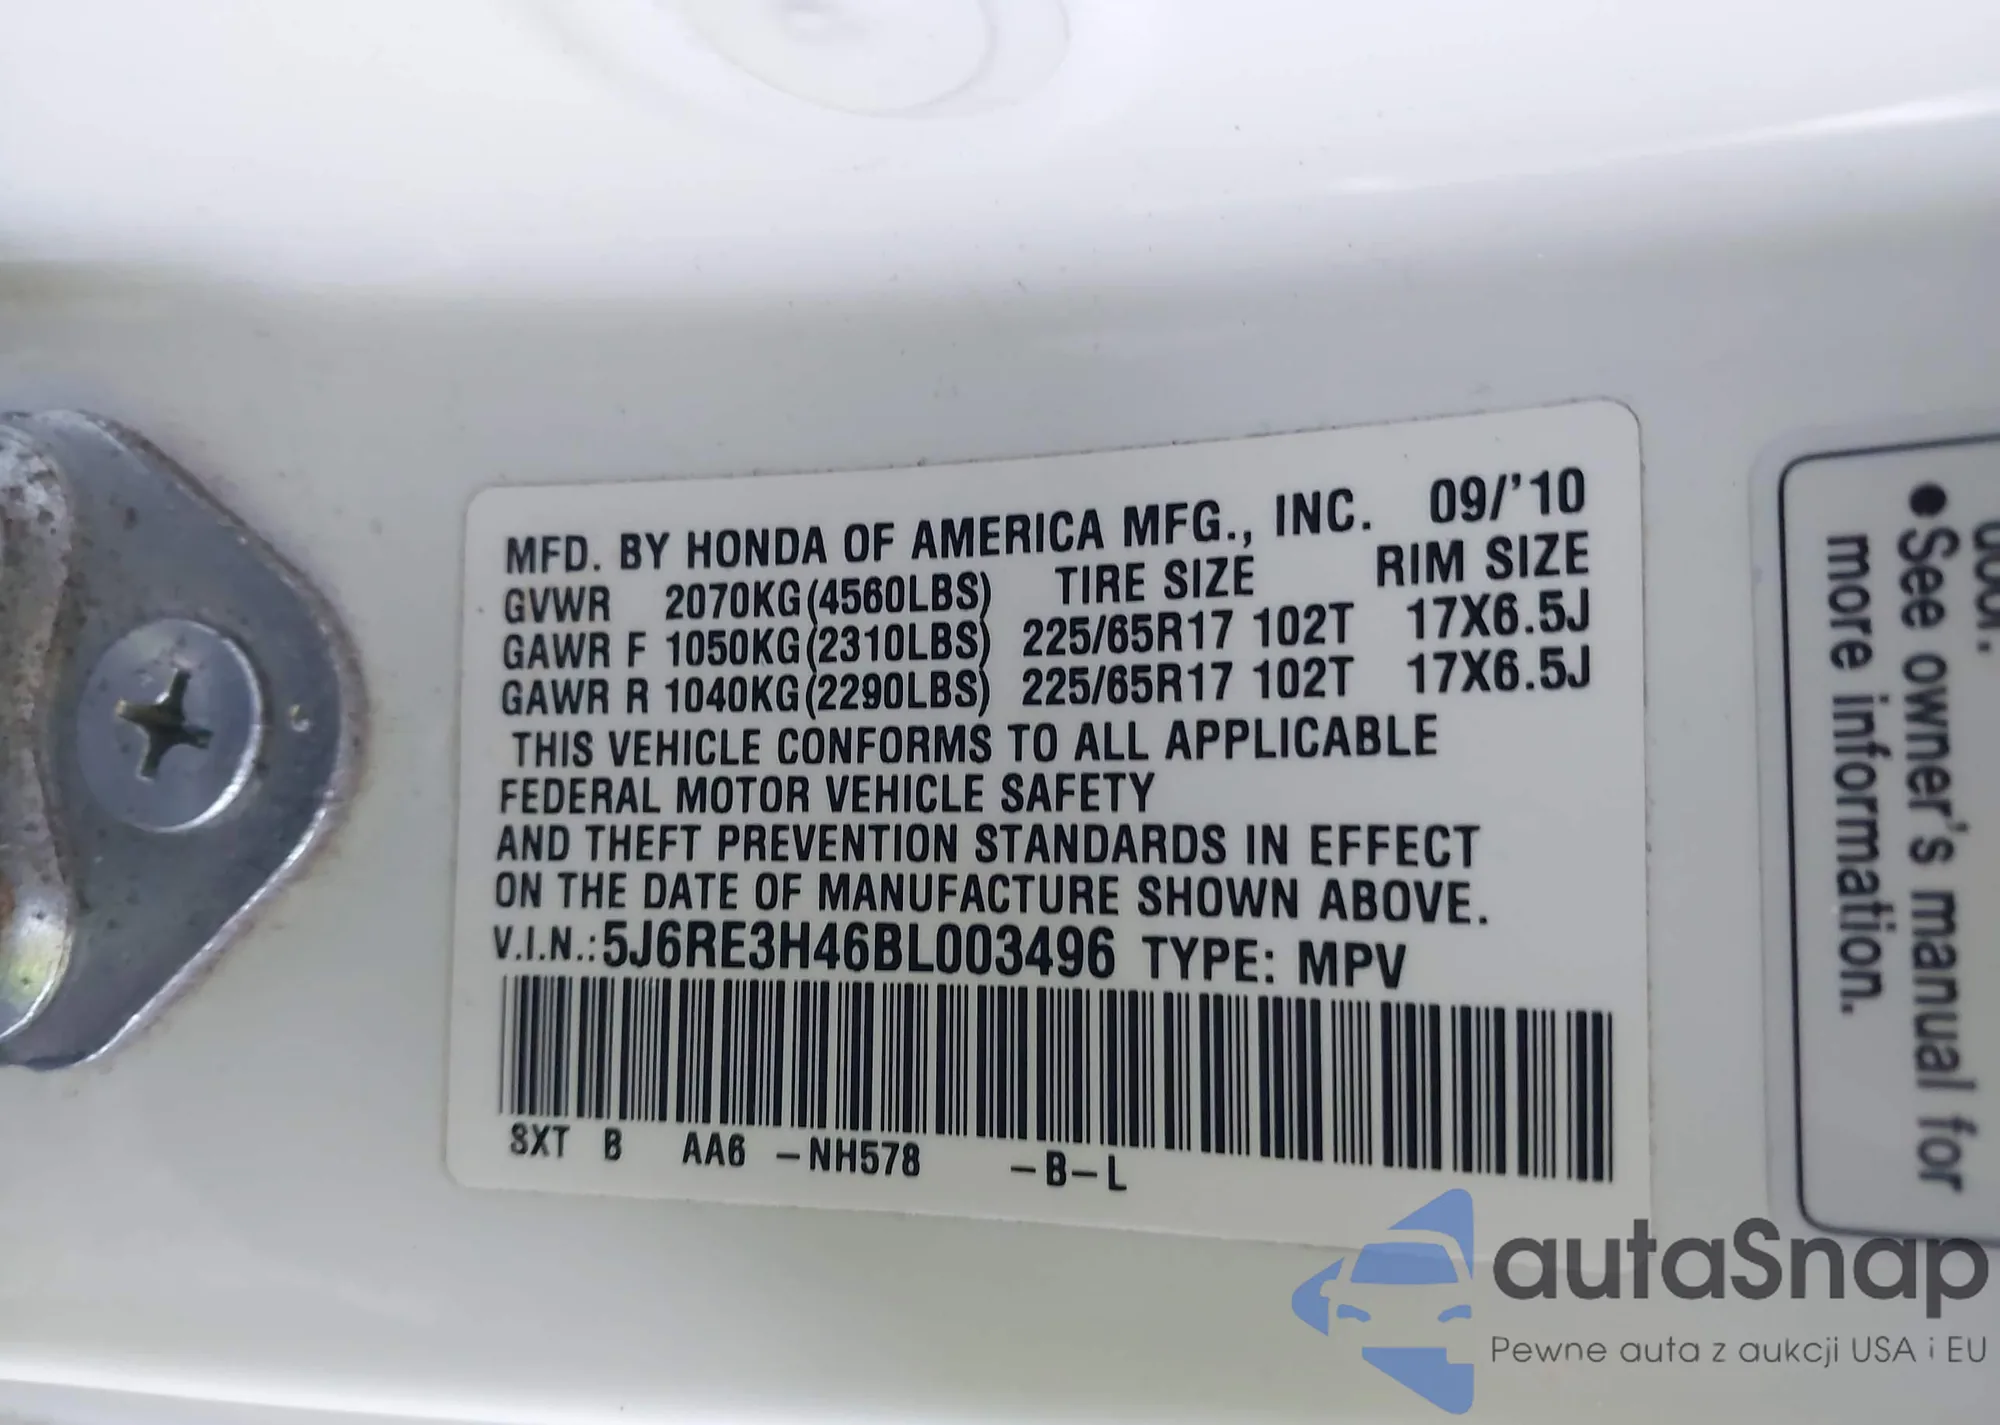 MFD. BY HONDA OF AMERICA MFG., INC. 09/'10
GVWR 2070KG(4560LBS) TIRE SIZE RIM SIZE
GAWR F 1050KG(2310LBS) 225/65R17 102T 17X6.5J
GAWR R 1040KG(2290LBS) 225/65R17 102T 17X6.5J
THIS VEHICLE CONFORMS TO ALL APPLICABLE
FEDERAL MOTOR VEHICLE SAFETY
AND THEFT PREVENTION STANDARDS IN EFFECT
ON THE DATE OF MANUFACTURE SHOWN ABOVE.
V.I.N.:5J6RE3H46BL003496 TYPE: MPV
SXT B AA6 -NH578 -B-L
●See owner's manual for
more information.
autaSnap
Pewne auta z aukcji USA i EU